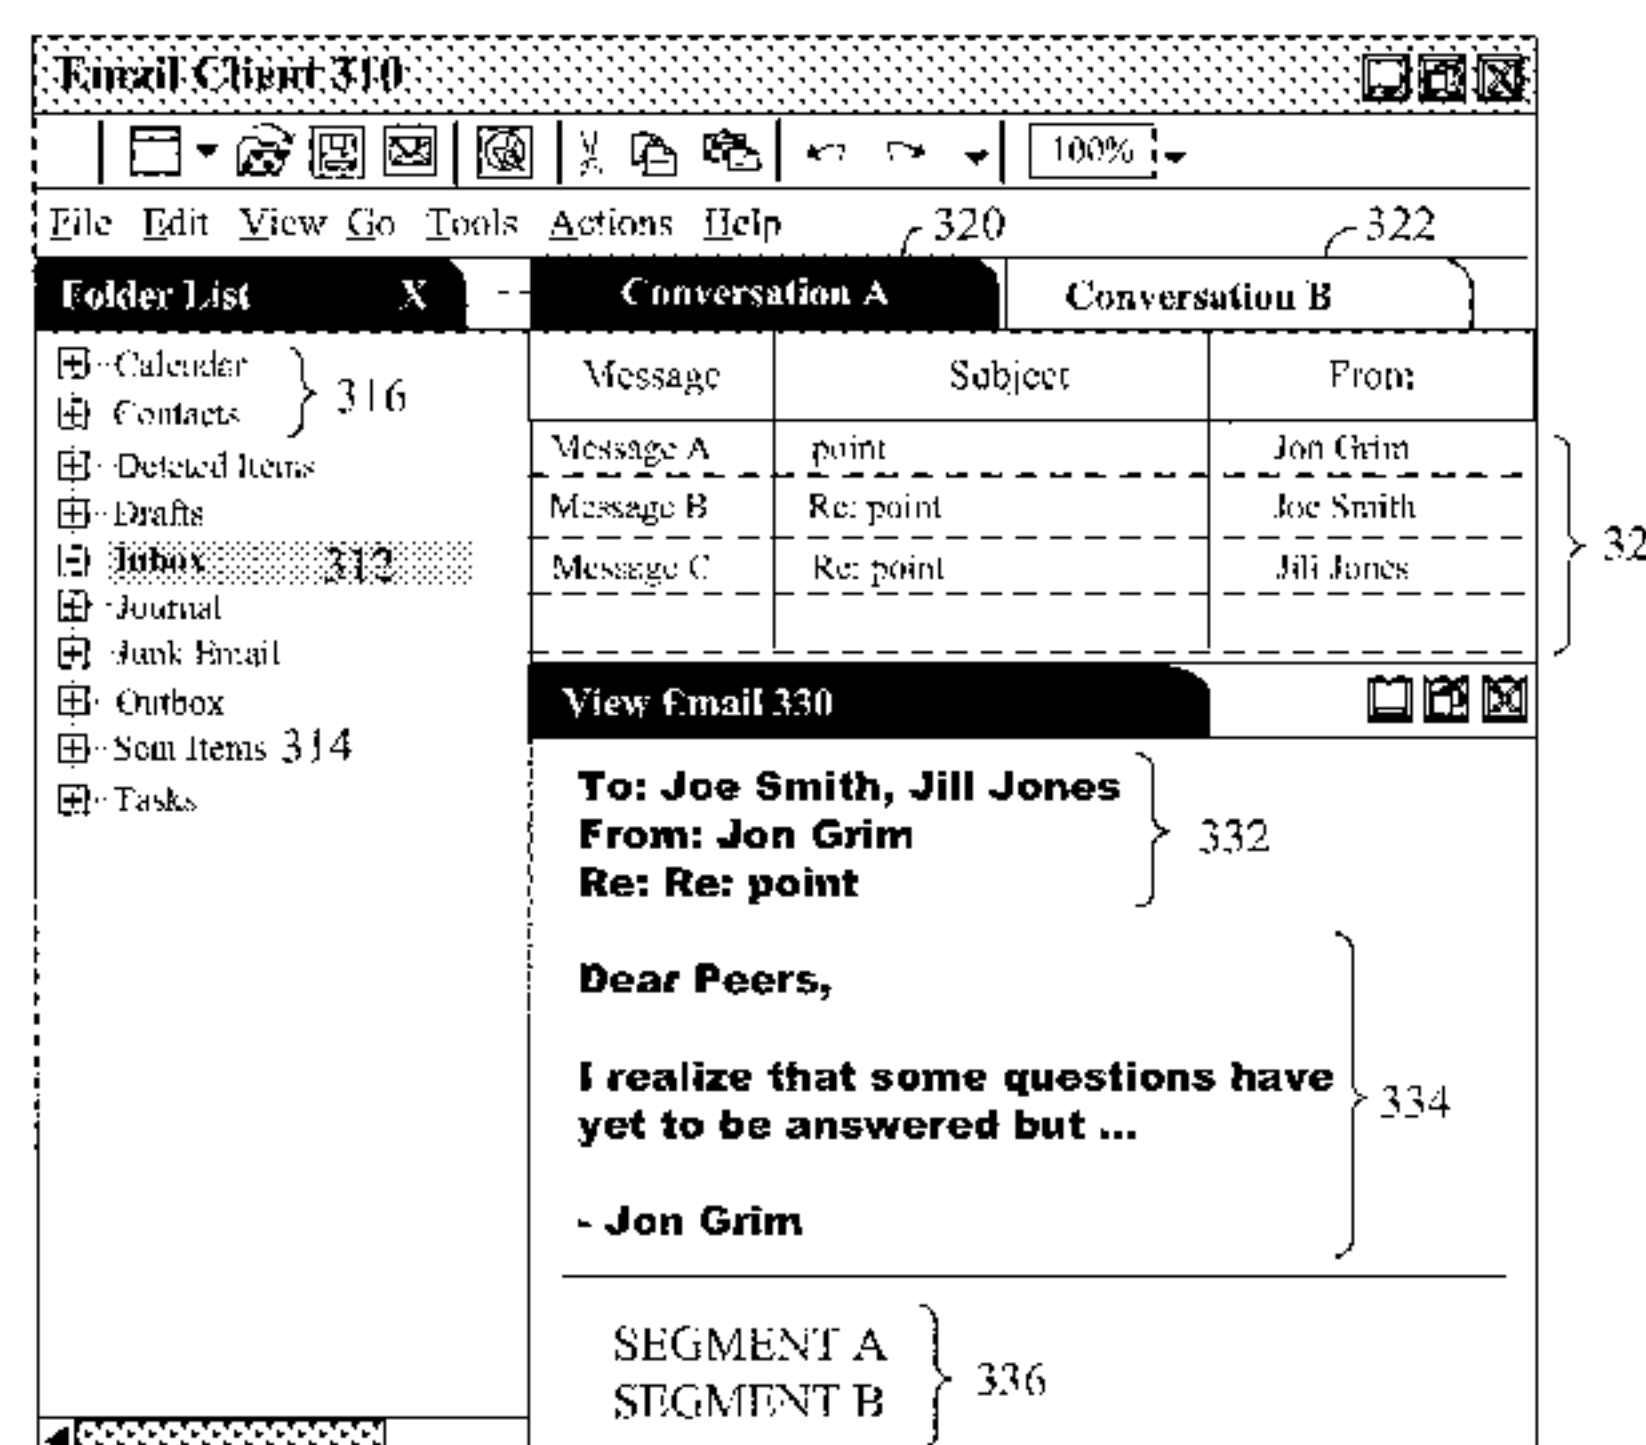 Email Client 310
100%
File Edit View Go Tools Actions Help
320
322
Folder List X
Conversation A
Conversation B
Calendar
Contacts
316
Deleted Items
Drafts
Inbox 312
Journal
Junk Email
Outbox
Sent Items 314
Tasks
Message Subject From
Message A point Jon Grim
Message B Re: point Joe Smith
Message C Re: point Jill Jones
32
View Email 330
To: Joe Smith, Jill Jones
From: Jon Grim
Re: Re: point
332
Dear Peers,
I realize that some questions have
yet to be answered but ...
- Jon Grim
334
SEGMENT A
SEGMENT B
336